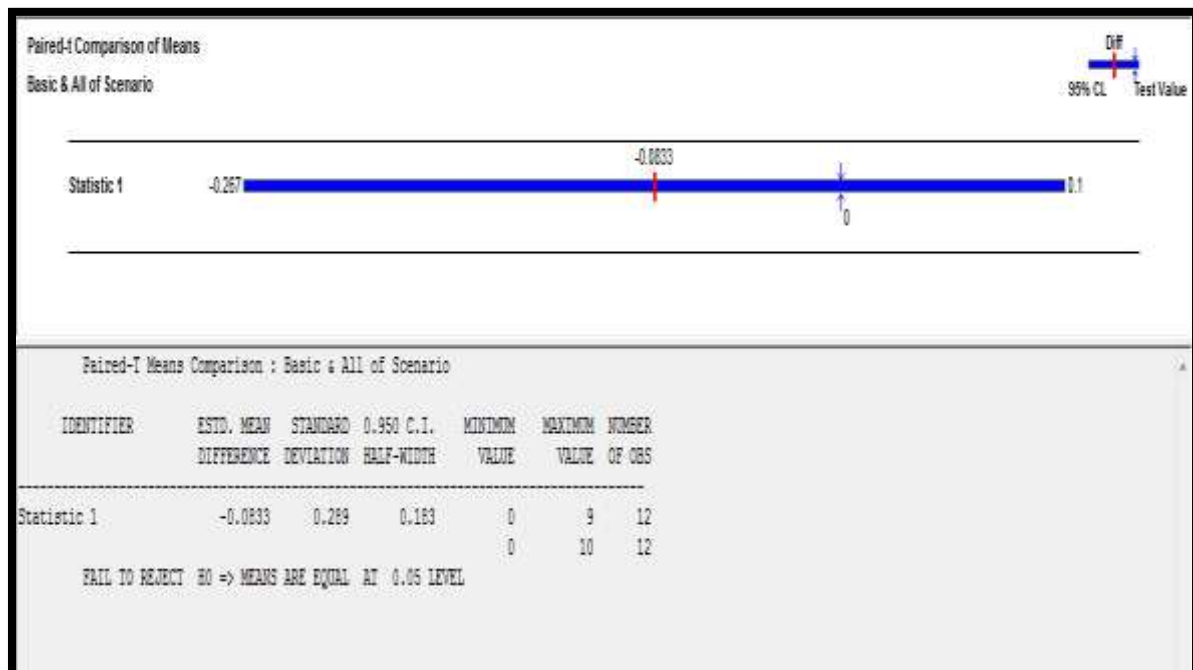 Paired-t Comparison of Means
Basic & All of Scenario
Diff
95% CL Test Value
-0.0833
Statistic 1 -0.267 0.1
0
Paired-T Means Comparison : Basic & All of Scenario
IDENTIFIER ESTD. MEAN STANDARD 0.950 C.I. MINIMUM MAXIMUM NUMBER
DIFFERENCE DEVIATION HALF-WIDTH VALUE VALUE OF OBS
Statistic 1 -0.0833 0.289 0.183 0 9 12
0 10 12
FAIL TO REJECT H0 => MEANS ARE EQUAL AT 0.05 LEVEL